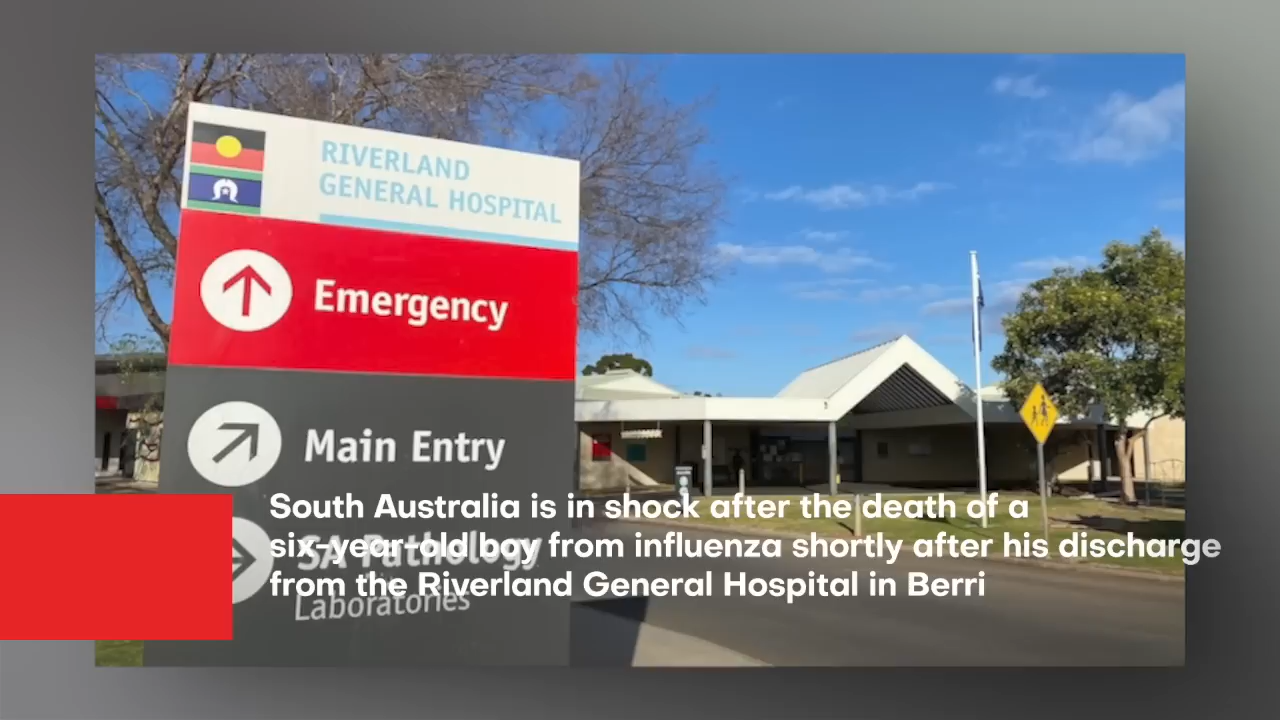 RIVERLAND
GENERAL HOSPITAL
Emergency
Main Entry
SA Pathology
Laboratories
South Australia is in shock after the death of a
six-year-old boy from influenza shortly after his discharge
from the Riverland General Hospital in Berri